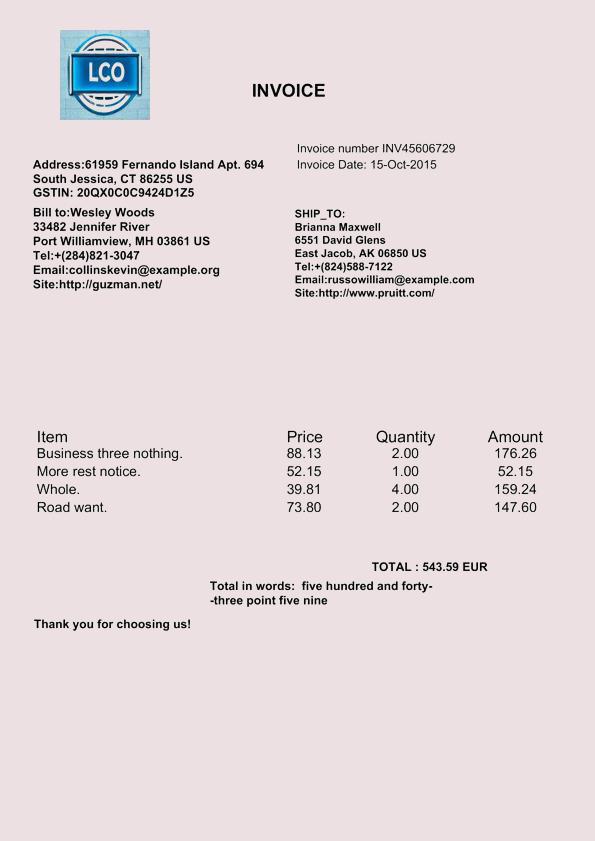 LCO
INVOICE
Invoice number INV45606729
Invoice Date: 15-Oct-2015
Address:61959 Fernando Island Apt. 694
South Jessica, CT 86255 US
GSTIN: 20QX0C0C9424D1Z5
Bill to:Wesley Woods
33482 Jennifer River
Port Williamview, MH 03861 US
Tel:+(284)821-3047
Email:collinskevin@example.org
Site:http://guzman.net/
SHIP_TO:
Brianna Maxwell
6551 David Glens
East Jacob, AK 06850 US
Tel:+(824)588-7122
Email:russowilliam@example.com
Site:http://www.pruitt.com/
Item Price Quantity Amount
Business three nothing. 88.13 2.00 176.26
More rest notice. 52.15 1.00 52.15
Whole. 39.81 4.00 159.24
Road want. 73.80 2.00 147.60
TOTAL : 543.59 EUR
Total in words:  five hundred and forty-
-three point five nine
Thank you for choosing us!